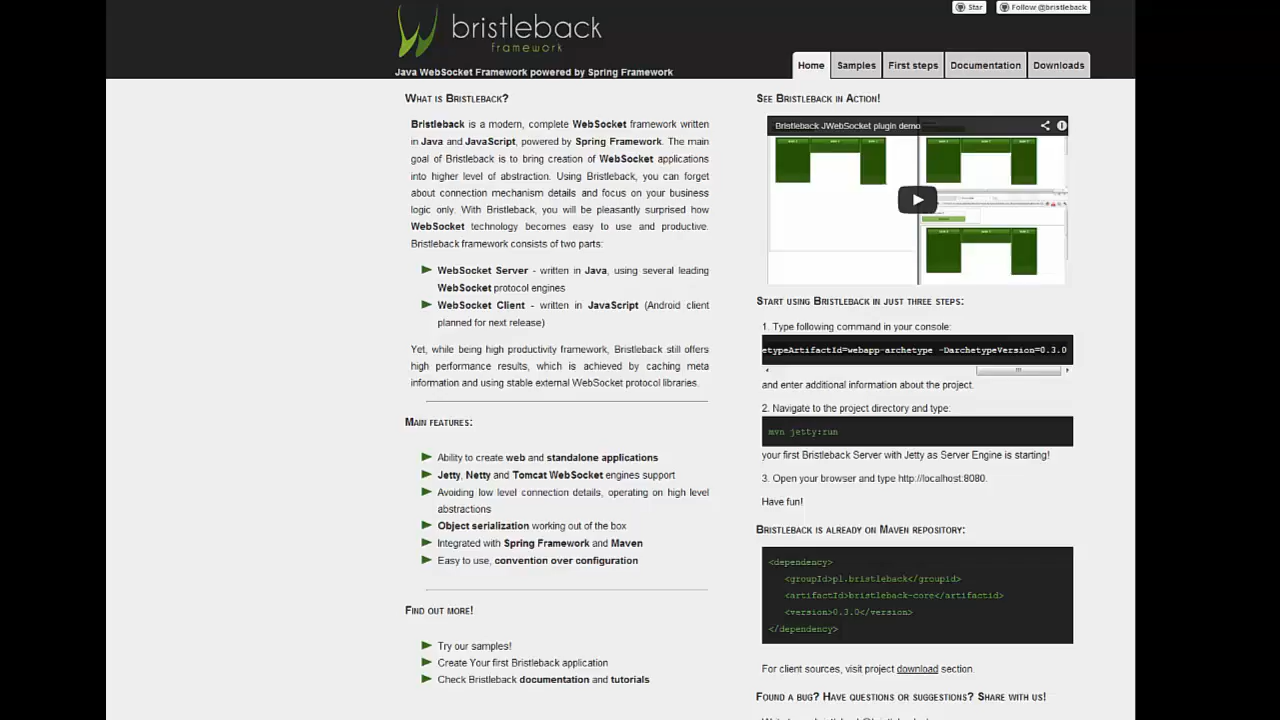 Star
Follow @bristleback
bristleback
framework
Java WebSocket Framework powered by Spring Framework
Home
Samples
First steps
Documentation
Downloads
What is Bristleback?
Bristleback is a modern, complete WebSocket framework written
in Java and JavaScript, powered by Spring Framework. The main
goal of Bristleback is to bring creation of WebSocket applications
into higher level of abstraction. Using Bristleback, you can forget
about connection mechanism details and focus on your business
logic only. With Bristleback, you will be pleasantly surprised how
WebSocket technology becomes easy to use and productive.
Bristleback framework consists of two parts:
WebSocket Server - written in Java, using several leading
WebSocket protocol engines
WebSocket Client - written in JavaScript (Android client
planned for next release)
Yet, while being high productivity framework, Bristleback still offers
high performance results, which is achieved by caching meta
information and using stable external WebSocket protocol libraries.
Main features:
Ability to create web and standalone applications
Jetty, Netty and Tomcat WebSocket engines support
Avoiding low level connection details, operating on high level
abstractions
Object serialization working out of the box
Integrated with Spring Framework and Maven
Easy to use, convention over configuration
Find out more!
Try our samples!
Create Your first Bristleback application
Check Bristleback documentation and tutorials
See Bristleback in Action!
Bristleback JWebSocket plugin demo
Start using Bristleback in just three steps:
1. Type following command in your console:
etypeArtifactId=webapp-archetype -DarchetypeVersion=0.3.0
and enter additional information about the project.
2. Navigate to the project directory and type:
mvn jetty:run
your first Bristleback Server with Jetty as Server Engine is starting!
3. Open your browser and type http://localhost:8080.
Have fun!
Bristleback is already on Maven repository:
<dependency>
<groupId>pl.bristleback</groupid>
<artifactId>bristleback-core</artifactid>
<version>0.3.0</version>
</dependency>
For client sources, visit project download section.
Found a bug? Have questions or suggestions? Share with us!